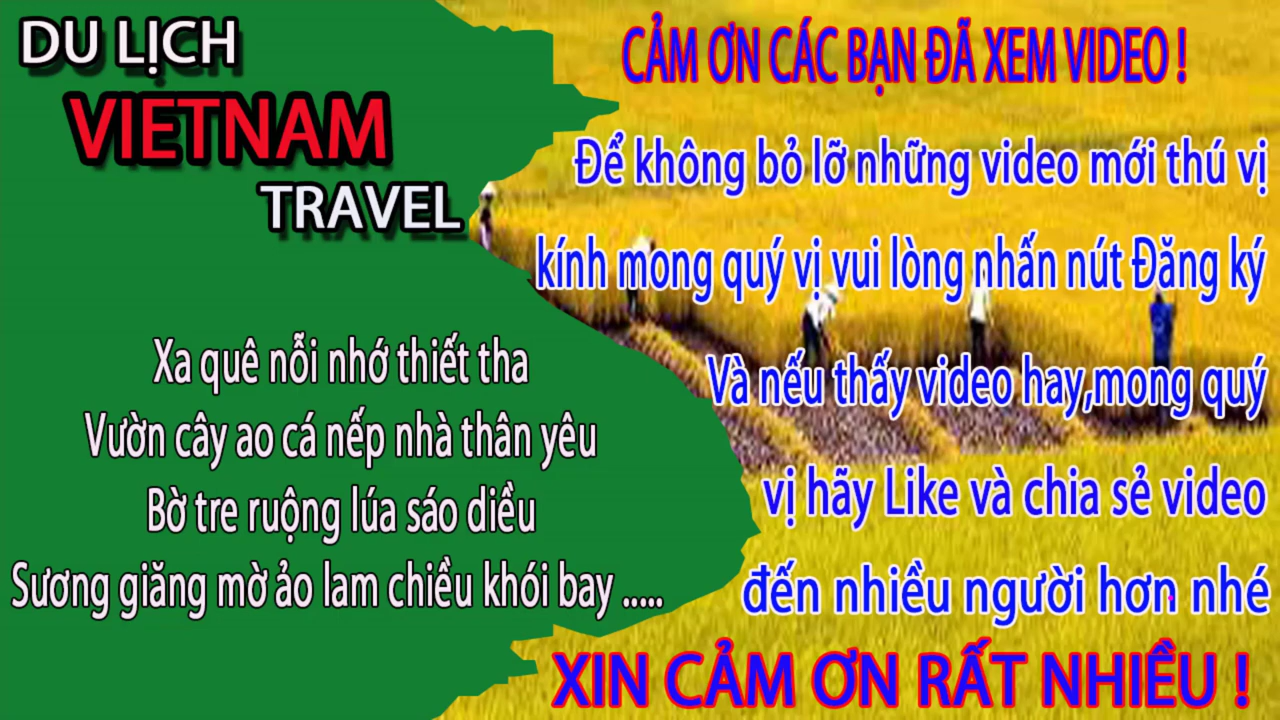 DU LỊCH
VIETNAM
TRAVEL
Xa quê nỗi nhớ thiết tha
Vườn cây ao cá nếp nhà thân yêu
Bờ tre ruộng lúa sáo diều
Sương giăng mờ ảo lam chiều khói bay .....
CẢM ƠN CÁC BẠN ĐÃ XEM VIDEO !
Để không bỏ lỡ những video mới thú vị
kính mong quý vị vui lòng nhấn nút Đăng ký
Và nếu thấy video hay,mong quý
vị hãy Like và chia sẻ video
đến nhiều người hơn nhé
XIN CẢM ƠN RẤT NHIỀU !